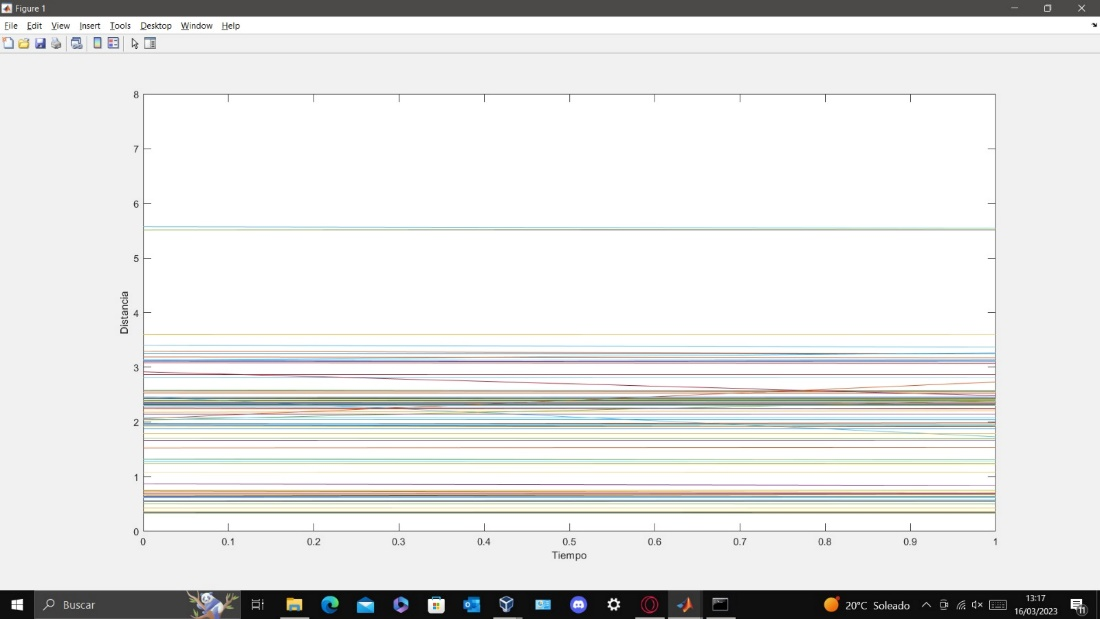 Figure 1
File Edit View Insert Tools Desktop Window Help
8
7
6
5
4
3
2
1
0
Distancia
0 0.1 0.2 0.3 0.4 0.5 0.6 0.7 0.8 0.9 1
Tiempo
Buscar
20°C Soleado
13:17
16/03/2023
11